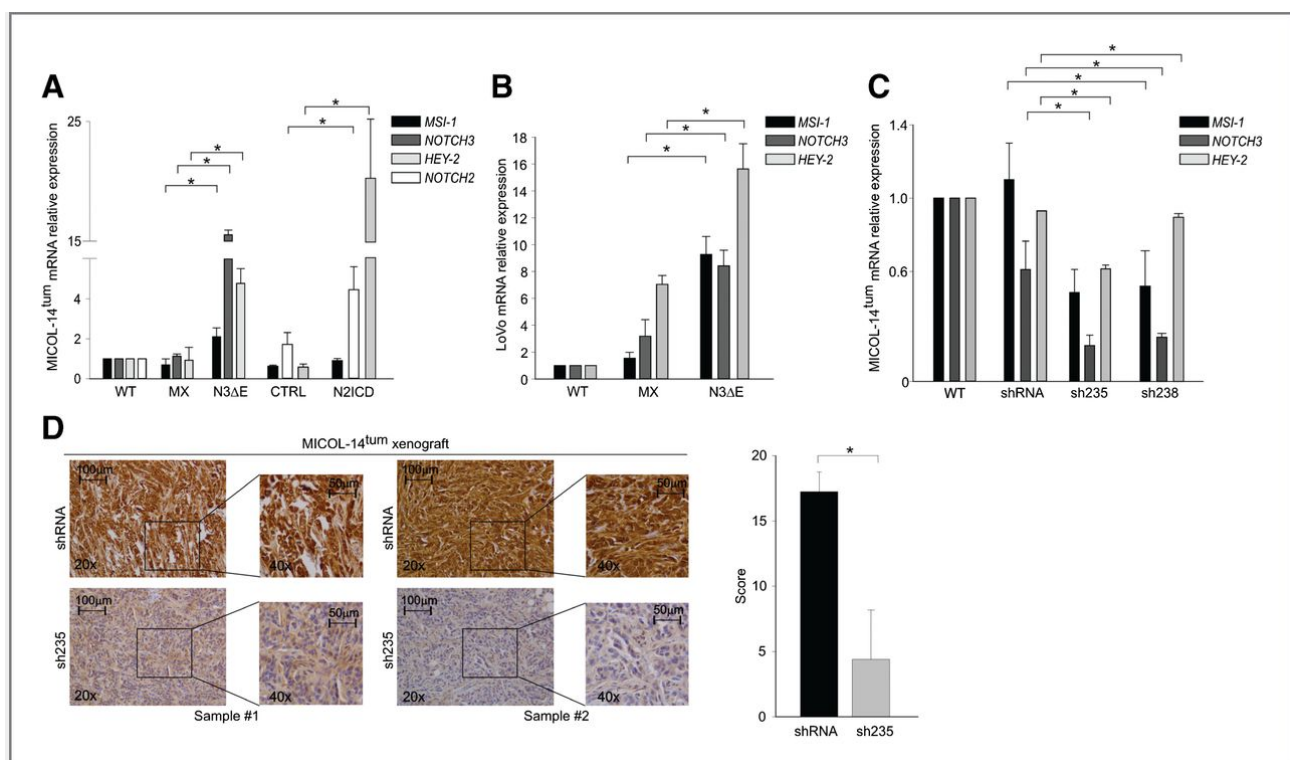 A
MICOL-14tum mRNA relative expression
25
15
4
2
0
WT
MX
N3ΔE
CTRL
N2ICD
*
*
*
*
*
MSI-1
NOTCH3
HEY-2
NOTCH2
B
LoVo mRNA relative expression
18
16
14
12
10
8
6
4
2
0
WT
MX
N3ΔE
*
*
*
MSI-1
NOTCH3
HEY-2
C
MICOL-14tum mRNA relative expression
1.4
1.0
0.6
0
WT
shRNA
sh235
sh238
*
*
*
*
*
MSI-1
NOTCH3
HEY-2
D
MICOL-14tum xenograft
shRNA
100μm
20x
50μm
40x
shRNA
100μm
20x
50μm
40x
sh235
100μm
20x
50μm
40x
sh235
100μm
20x
50μm
40x
Sample #1
Sample #2
Score
20
15
10
5
0
*
shRNA
sh235